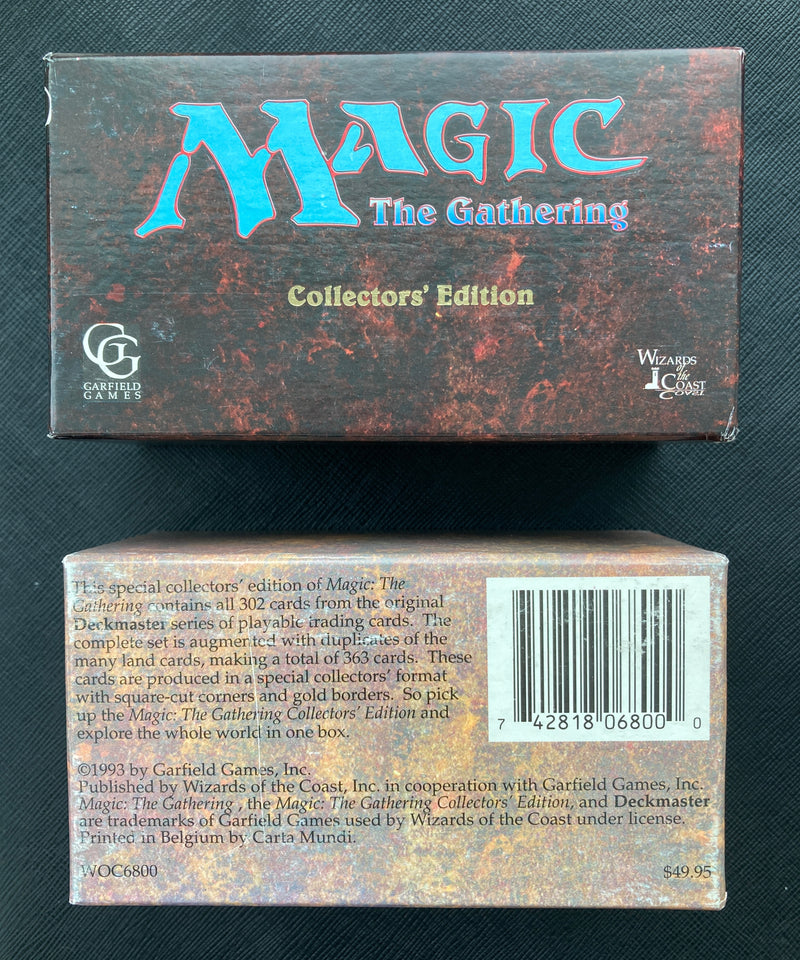 MAGIC
The Gathering
Collectors' Edition
GG
GARFIELD
GAMES
WIZARDS
of the
COAST
This special collectors' edition of Magic: The
Gathering contains all 302 cards from the original
Deckmaster series of playable trading cards. The
complete set is augmented with duplicates of the
many land cards, making a total of 363 cards. These
cards are produced in a special collectors' format
with square-cut corners and gold borders. So pick
up the Magic: The Gathering Collectors' Edition and
explore the whole world in one box.
7 42818 06800 0
©1993 by Garfield Games, Inc.
Published by Wizards of the Coast, Inc. in cooperation with Garfield Games, Inc.
Magic: The Gathering , the Magic: The Gathering Collectors' Edition, and Deckmaster
are trademarks of Garfield Games used by Wizards of the Coast under license.
Printed in Belgium by Carta Mundi.
WOC6800 $49.95